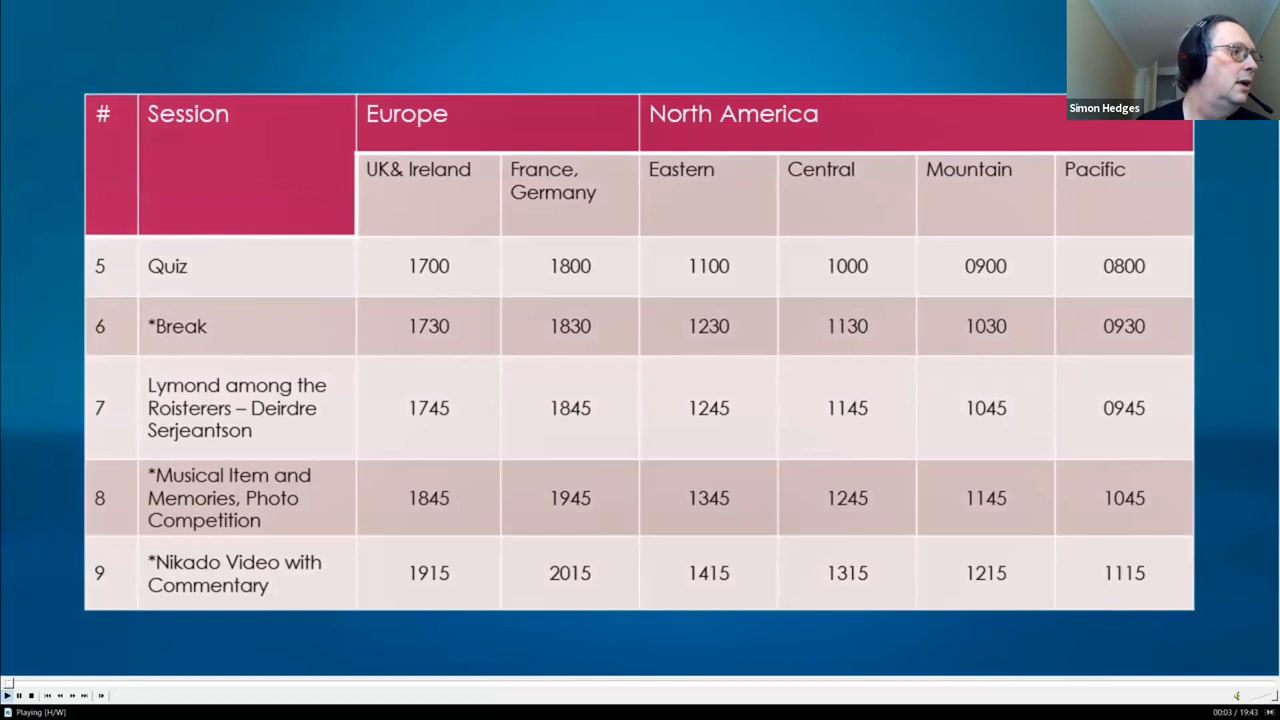 Simon Hedges
# Session Europe North America
UK& Ireland France, Germany Eastern Central Mountain Pacific
5 Quiz 1700 1800 1100 1000 0900 0800
6 *Break 1730 1830 1230 1130 1030 0930
7 Lymond among the
Roisterers – Deirdre
Serjeantson 1745 1845 1245 1145 1045 0945
8 *Musical Item and
Memories, Photo
Competition 1845 1945 1345 1245 1145 1045
9 *Nikado Video with
Commentary 1915 2015 1415 1315 1215 1115
Playing [H/W] 00:03 / 19:43